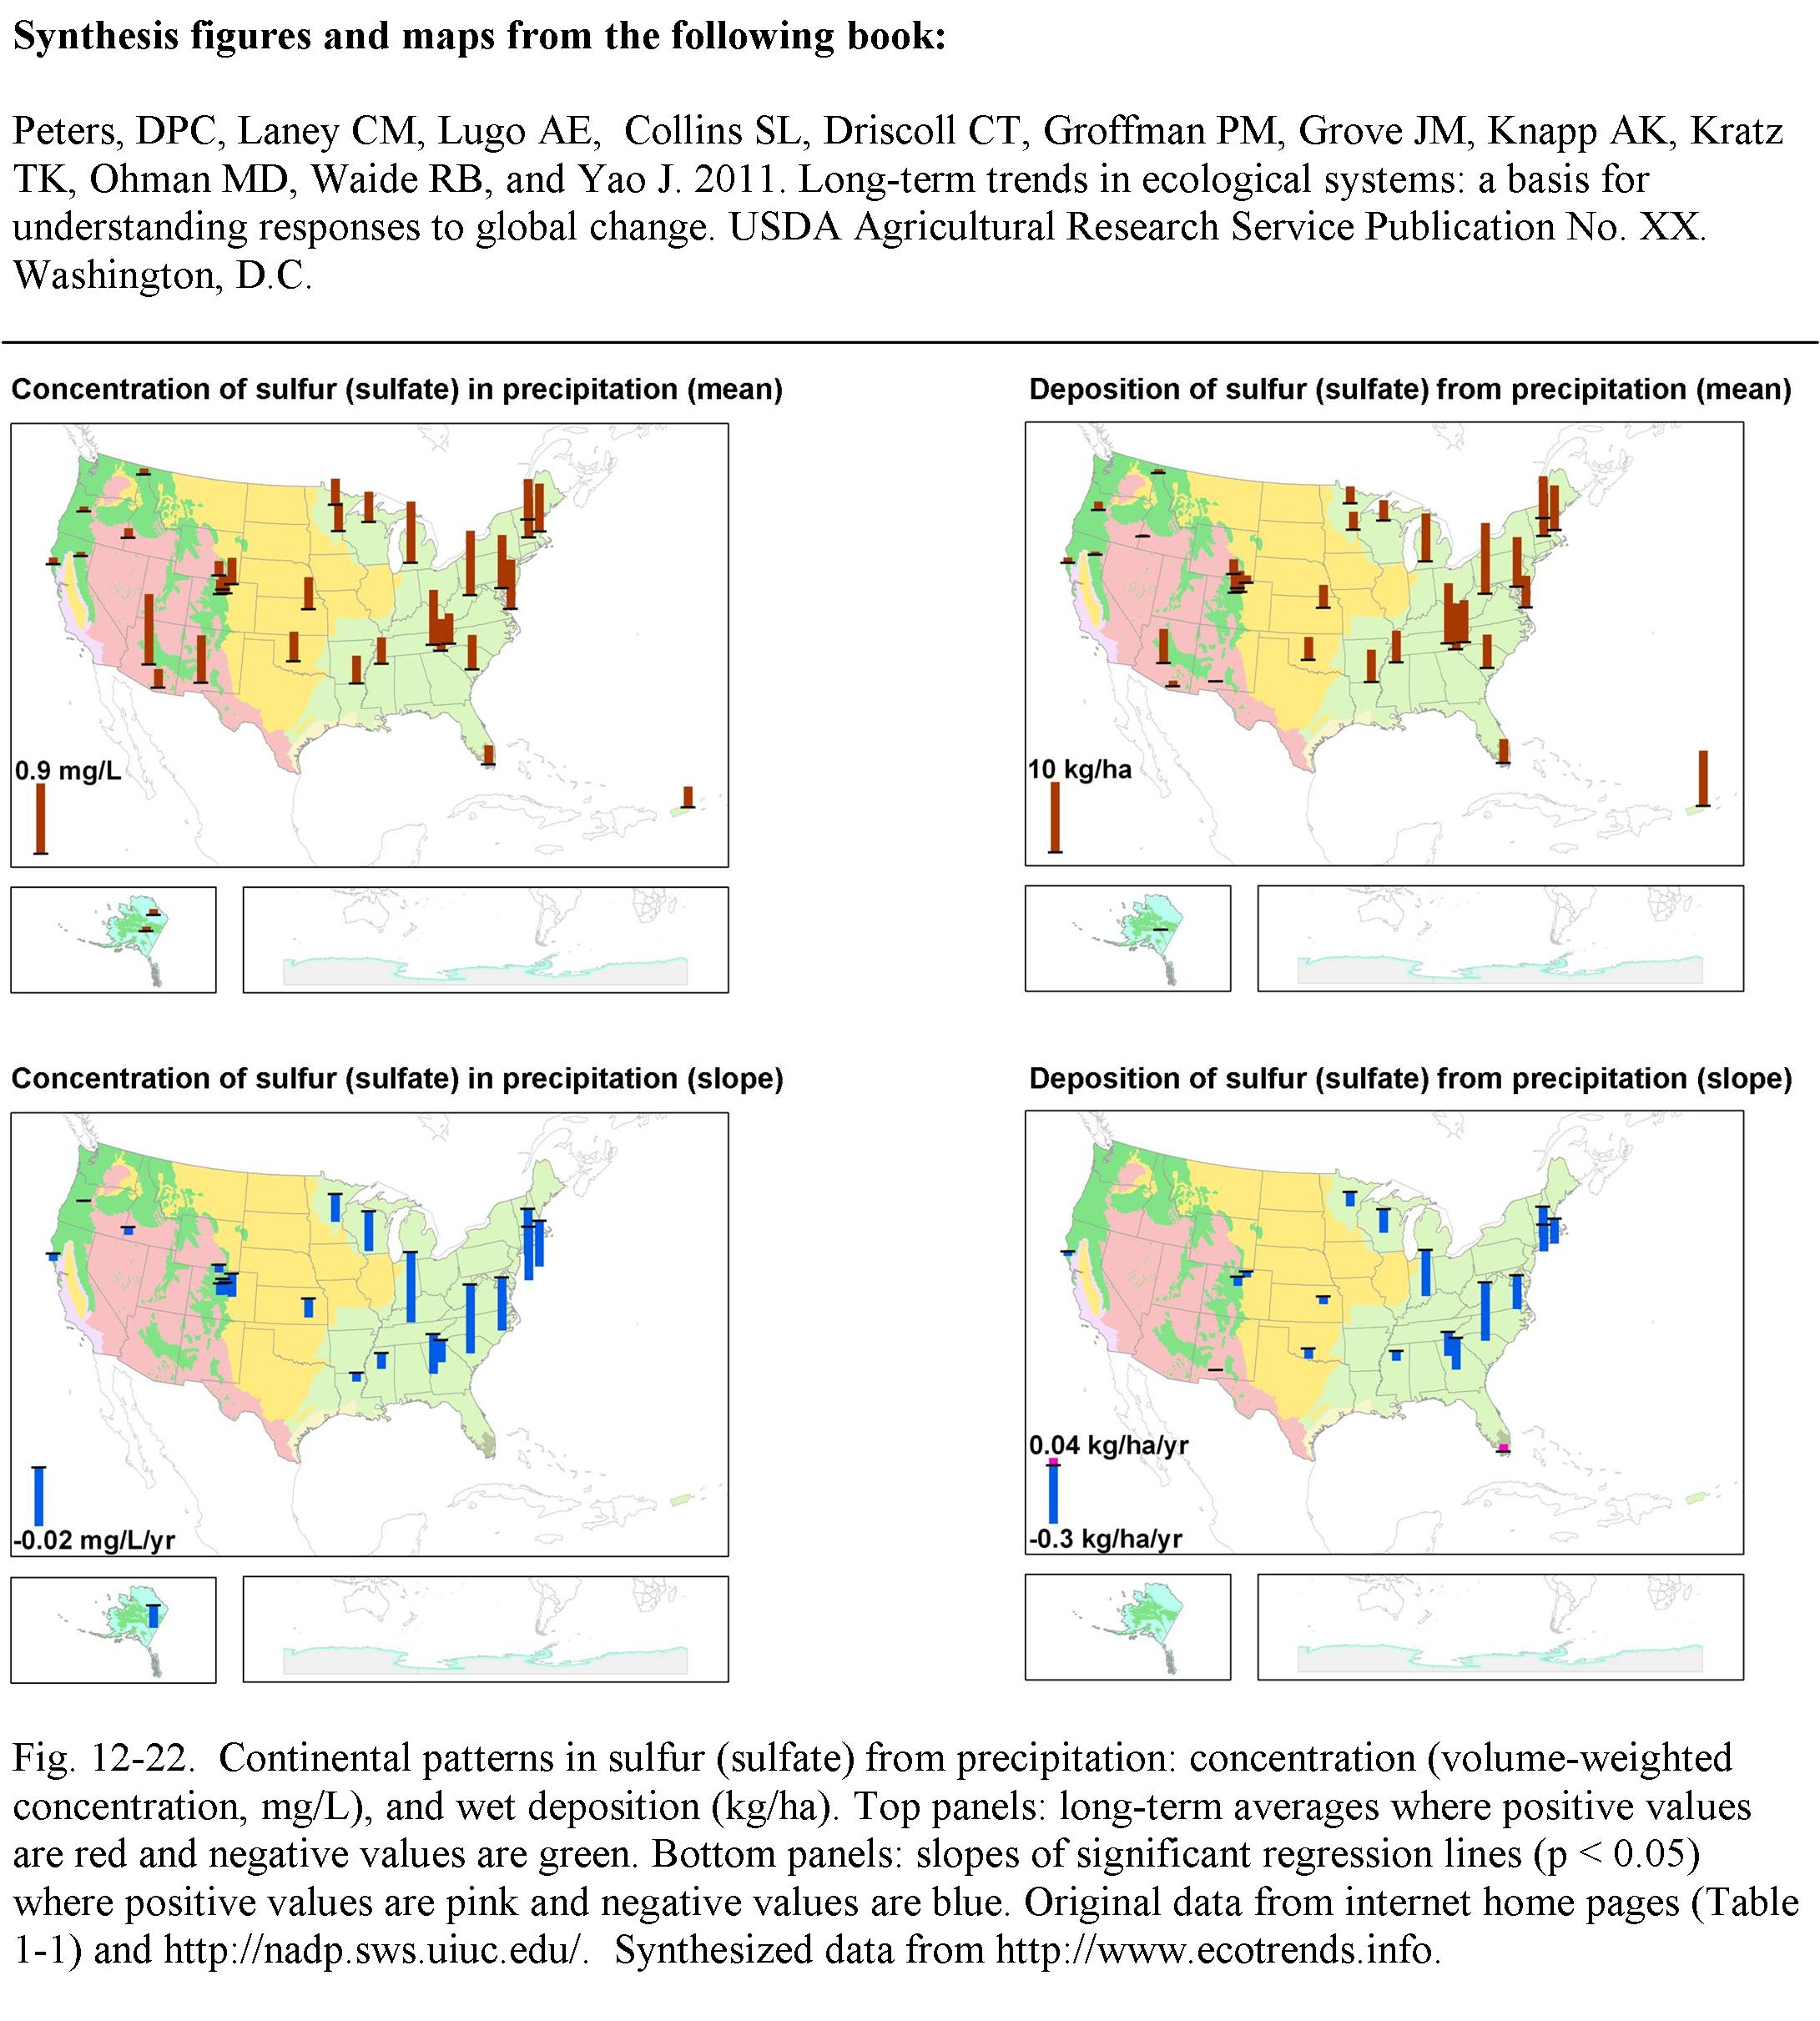 Synthesis figures and maps from the following book:
Peters, DPC, Laney CM, Lugo AE,  Collins SL, Driscoll CT, Groffman PM, Grove JM, Knapp AK, Kratz
TK, Ohman MD, Waide RB, and Yao J. 2011. Long-term trends in ecological systems: a basis for
understanding responses to global change. USDA Agricultural Research Service Publication No. XX.
Washington, D.C.
Concentration of sulfur (sulfate) in precipitation (mean)
Deposition of sulfur (sulfate) from precipitation (mean)
0.9 mg/L
10 kg/ha
Concentration of sulfur (sulfate) in precipitation (slope)
Deposition of sulfur (sulfate) from precipitation (slope)
-0.02 mg/L/yr
0.04 kg/ha/yr
-0.3 kg/ha/yr
Fig. 12-22.  Continental patterns in sulfur (sulfate) from precipitation: concentration (volume-weighted
concentration, mg/L), and wet deposition (kg/ha). Top panels: long-term averages where positive values
are red and negative values are green. Bottom panels: slopes of significant regression lines (p < 0.05)
where positive values are pink and negative values are blue. Original data from internet home pages (Table
1-1) and http://nadp.sws.uiuc.edu/.  Synthesized data from http://www.ecotrends.info.